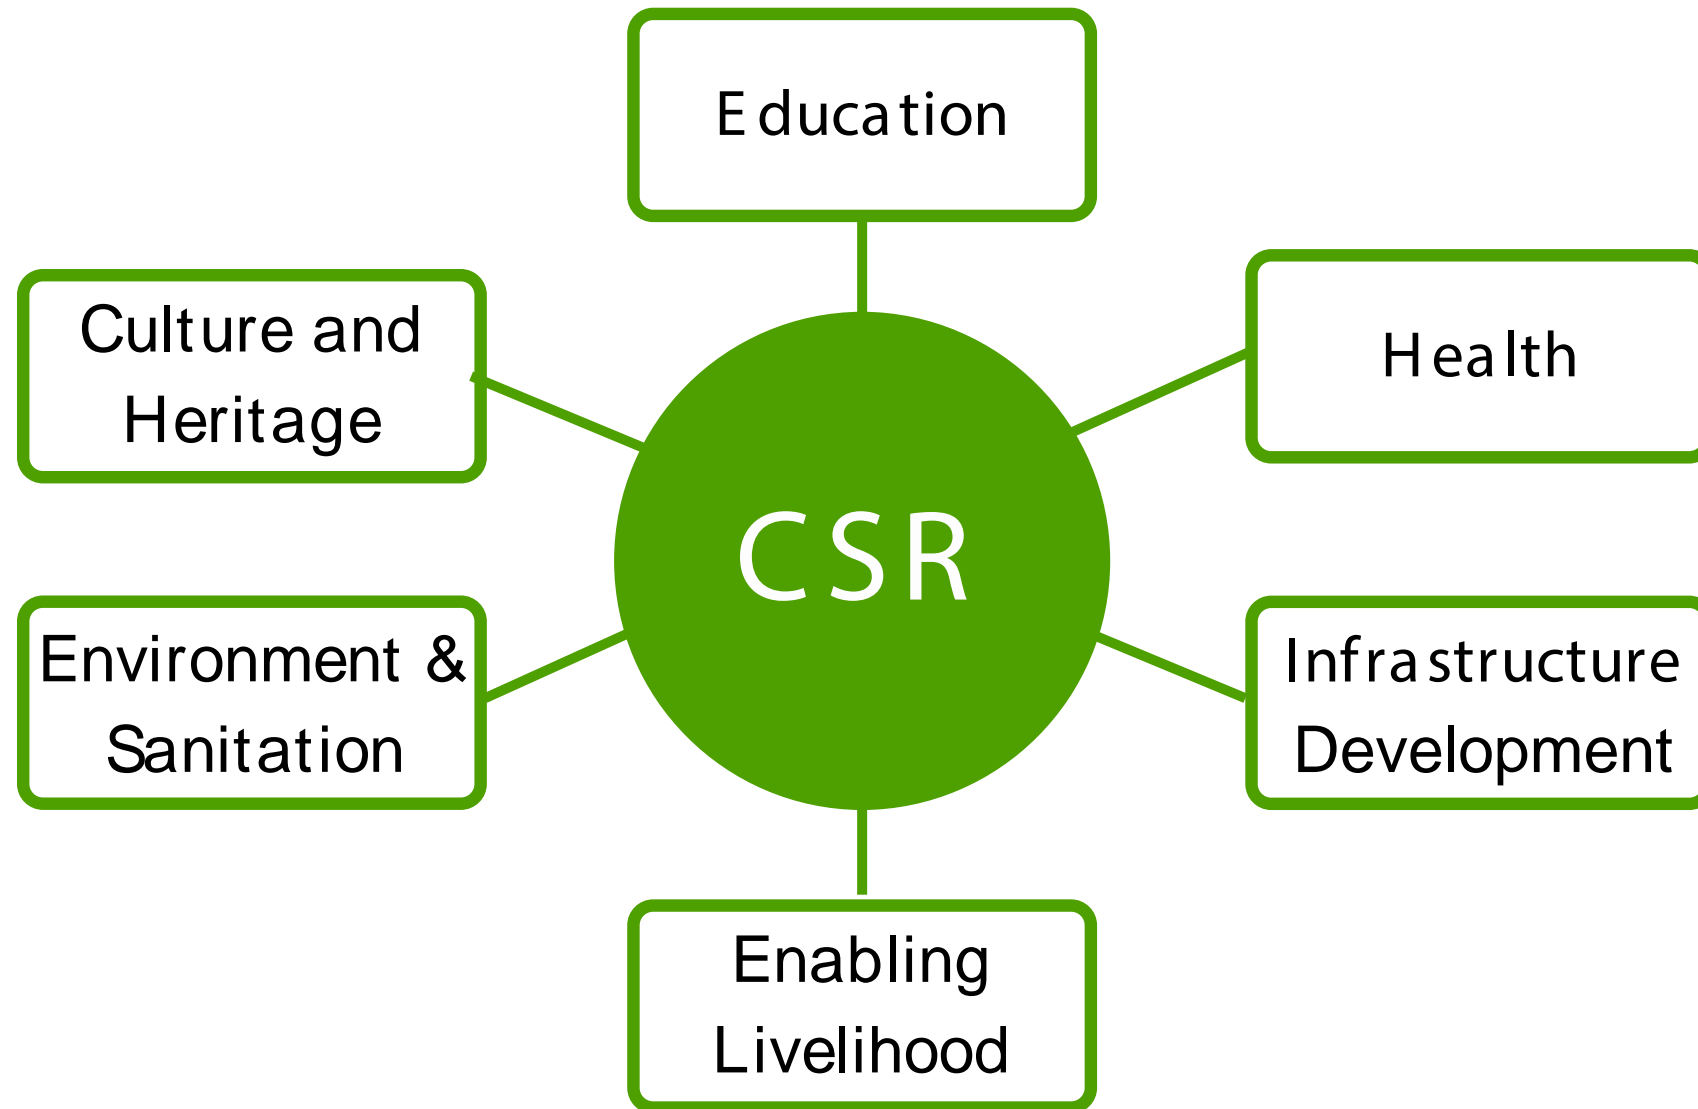 Education
Culture and
Heritage
Health
CSR
Environment &
Sanitation
Infrastructure
Development
Enabling
Livelihood